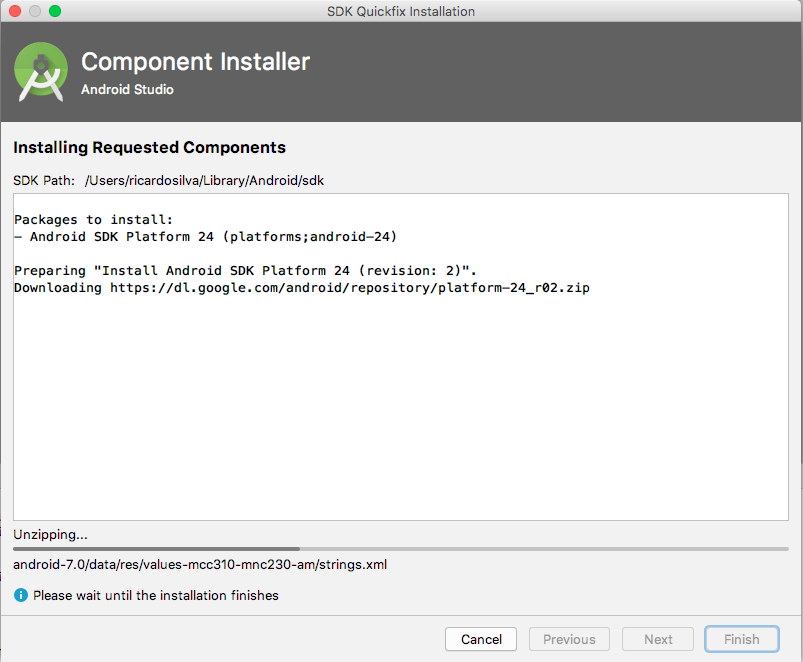 SDK Quickfix Installation
Component Installer
Android Studio
Installing Requested Components
SDK Path: /Users/ricardosilva/Library/Android/sdk
Packages to install:
- Android SDK Platform 24 (platforms;android-24)
Preparing "Install Android SDK Platform 24 (revision: 2)".
Downloading https://dl.google.com/android/repository/platform-24_r02.zip
Unzipping...
android-7.0/data/res/values-mcc310-mnc230-am/strings.xml
Please wait until the installation finishes
Cancel Previous Next Finish